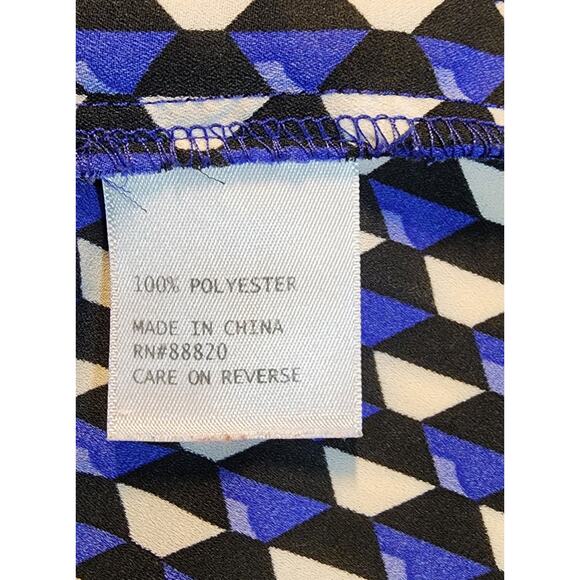 100% POLYESTER
MADE IN CHINA
RN#88820
CARE ON REVERSE